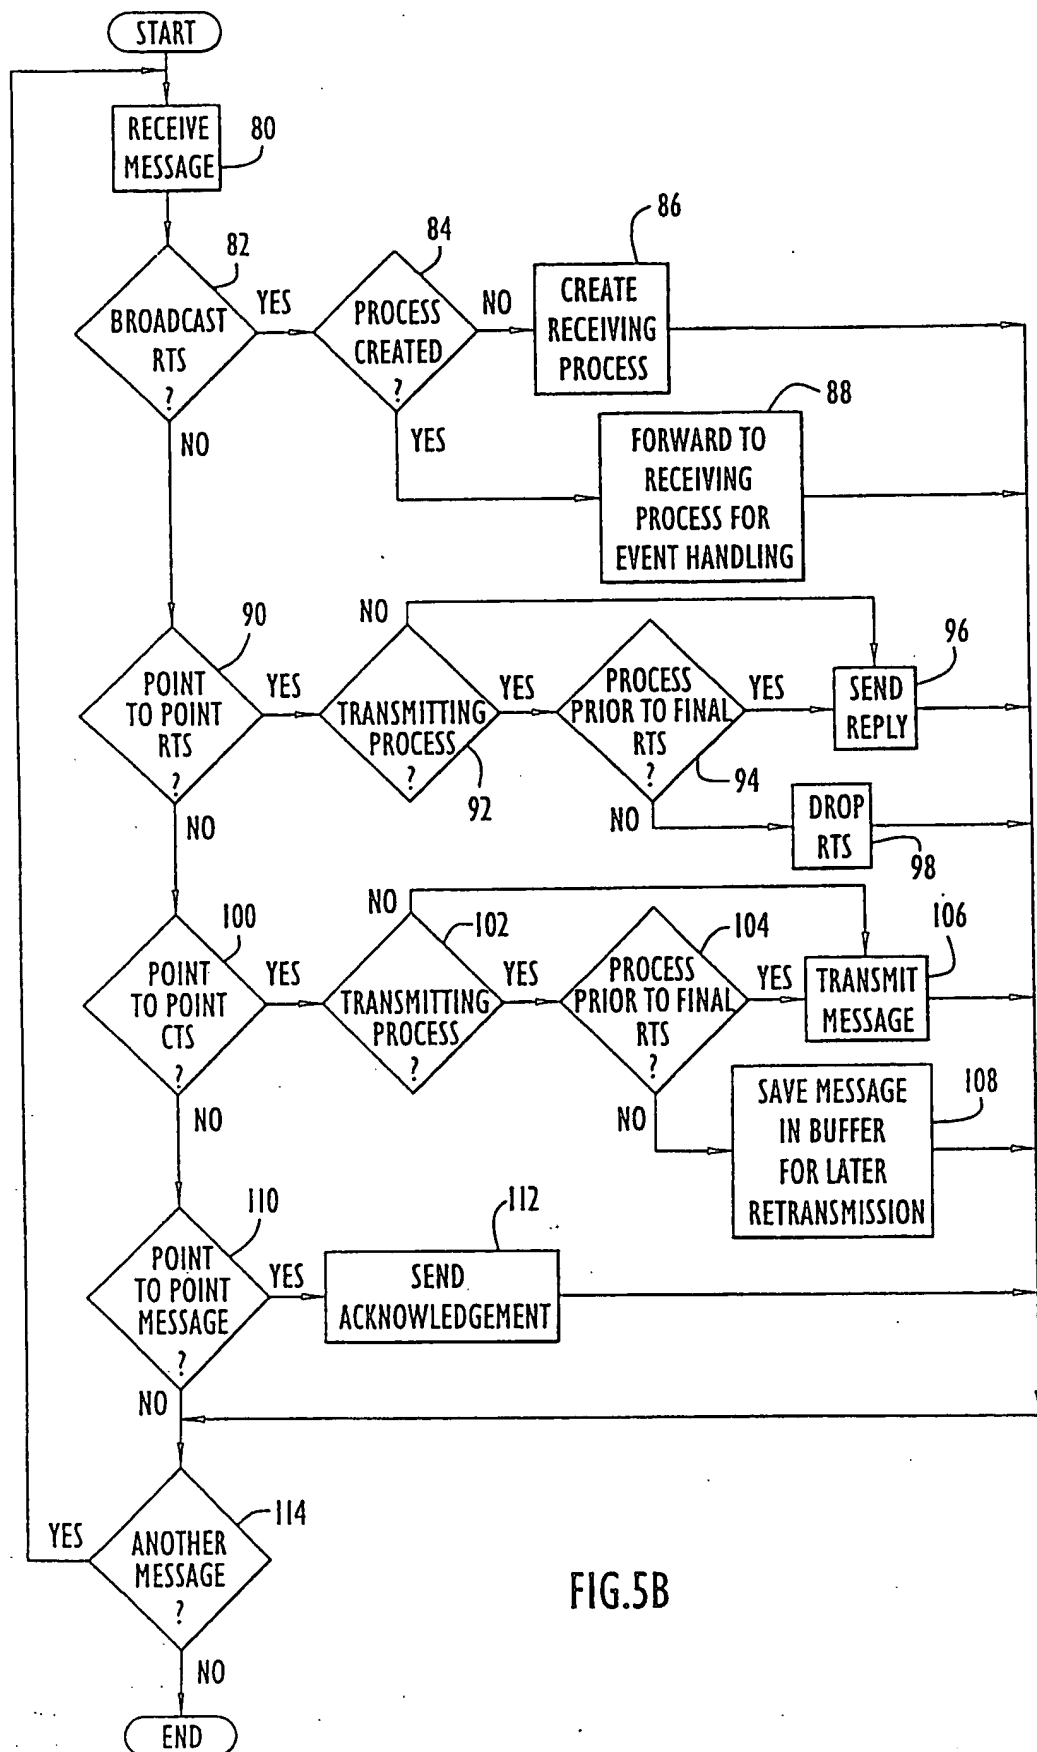 START
RECEIVE
MESSAGE
80
82
BROADCAST
RTS
?
YES
NO
84
PROCESS
CREATED
?
NO
YES
86
CREATE
RECEIVING
PROCESS
88
FORWARD TO
RECEIVING
PROCESS FOR
EVENT HANDLING
90
POINT
TO POINT
RTS
?
YES
NO
NO
TRANSMITTING
PROCESS
?
92
YES
PROCESS
PRIOR TO FINAL
RTS
?
94
YES
NO
96
SEND
REPLY
DROP
RTS
98
100
POINT
TO POINT
CTS
?
YES
NO
NO
102
TRANSMITTING
PROCESS
?
YES
104
PROCESS
PRIOR TO FINAL
RTS
?
YES
NO
106
TRANSMIT
MESSAGE
108
SAVE MESSAGE
IN BUFFER
FOR LATER
RETRANSMISSION
110
POINT
TO POINT
MESSAGE
?
YES
NO
112
SEND
ACKNOWLEDGEMENT
114
ANOTHER
MESSAGE
?
YES
NO
END
FIG.5B